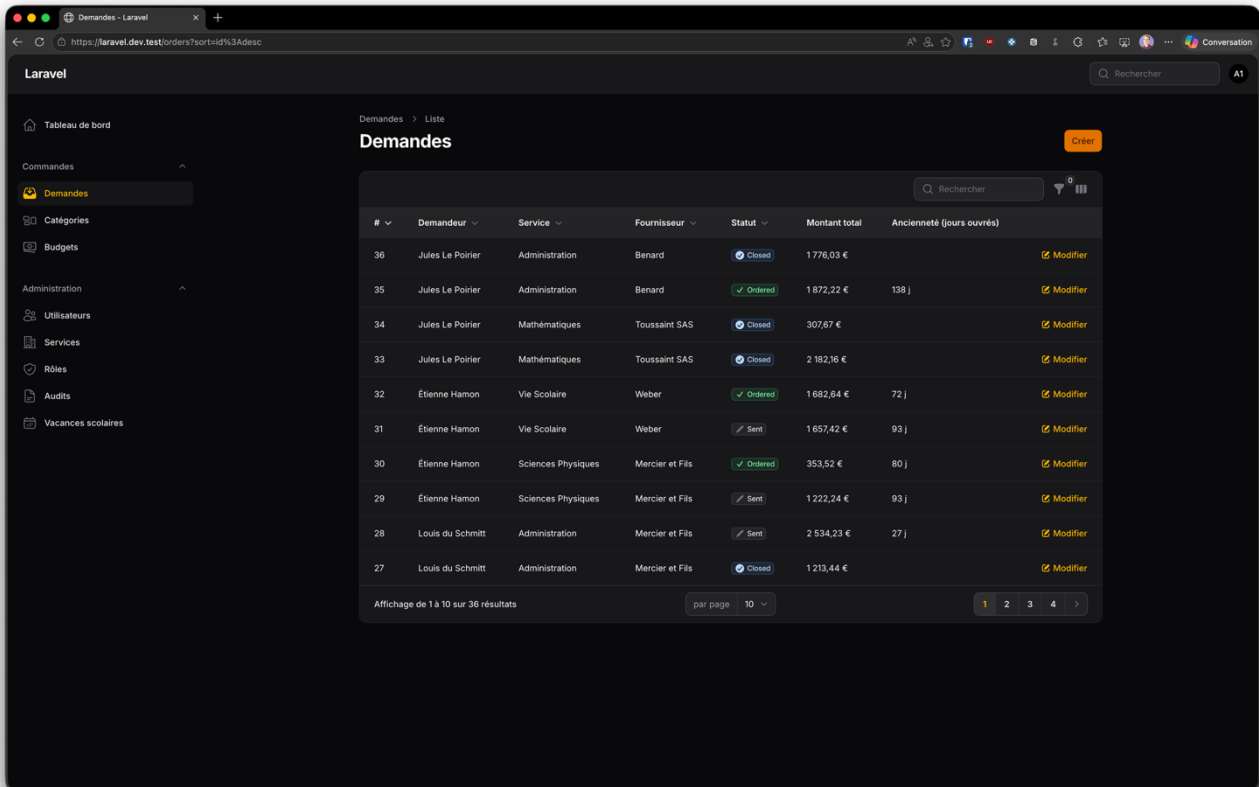 Demandes - Laravel
https://laravel.dev.test/orders?sort=id%3Adesc
Conversation
Laravel
Rechercher
A1
Tableau de bord
Commandes
Demandes
Catégories
Budgets
Administration
Utilisateurs
Services
Rôles
Audits
Vacances scolaires
Demandes > Liste
Demandes
Créer
Rechercher
0
# Demandeur Service Fournisseur Statut Montant total Ancienneté (jours ouvrés)
36 Jules Le Poirier Administration Benard Closed 1 776,03 € Modifier
35 Jules Le Poirier Administration Benard Ordered 1 872,22 € 138 j Modifier
34 Jules Le Poirier Mathématiques Toussaint SAS Closed 307,67 € Modifier
33 Jules Le Poirier Mathématiques Toussaint SAS Closed 2 182,16 € Modifier
32 Étienne Hamon Vie Scolaire Weber Ordered 1 682,64 € 72 j Modifier
31 Étienne Hamon Vie Scolaire Weber Sent 1 657,42 € 93 j Modifier
30 Étienne Hamon Sciences Physiques Mercier et Fils Ordered 353,52 € 80 j Modifier
29 Étienne Hamon Sciences Physiques Mercier et Fils Sent 1 222,24 € 93 j Modifier
28 Louis du Schmitt Administration Mercier et Fils Sent 2 534,23 € 27 j Modifier
27 Louis du Schmitt Administration Mercier et Fils Closed 1 213,44 € Modifier
Affichage de 1 à 10 sur 36 résultats
par page 10
1 2 3 4